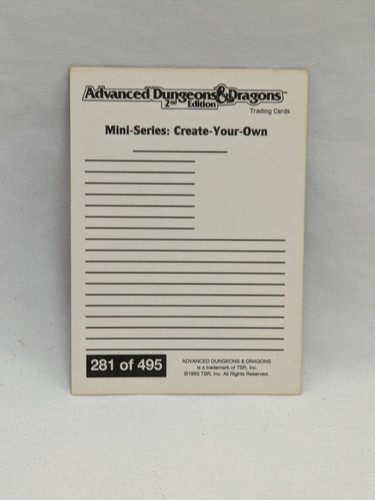 Advanced Dungeons & Dragons™
2nd Edition
Trading Cards
Mini-Series: Create-Your-Own
281 of 495
ADVANCED DUNGEONS & DRAGONS
is a trademark of TSR, Inc.
©1993 TSR, Inc. All Rights Reserved.